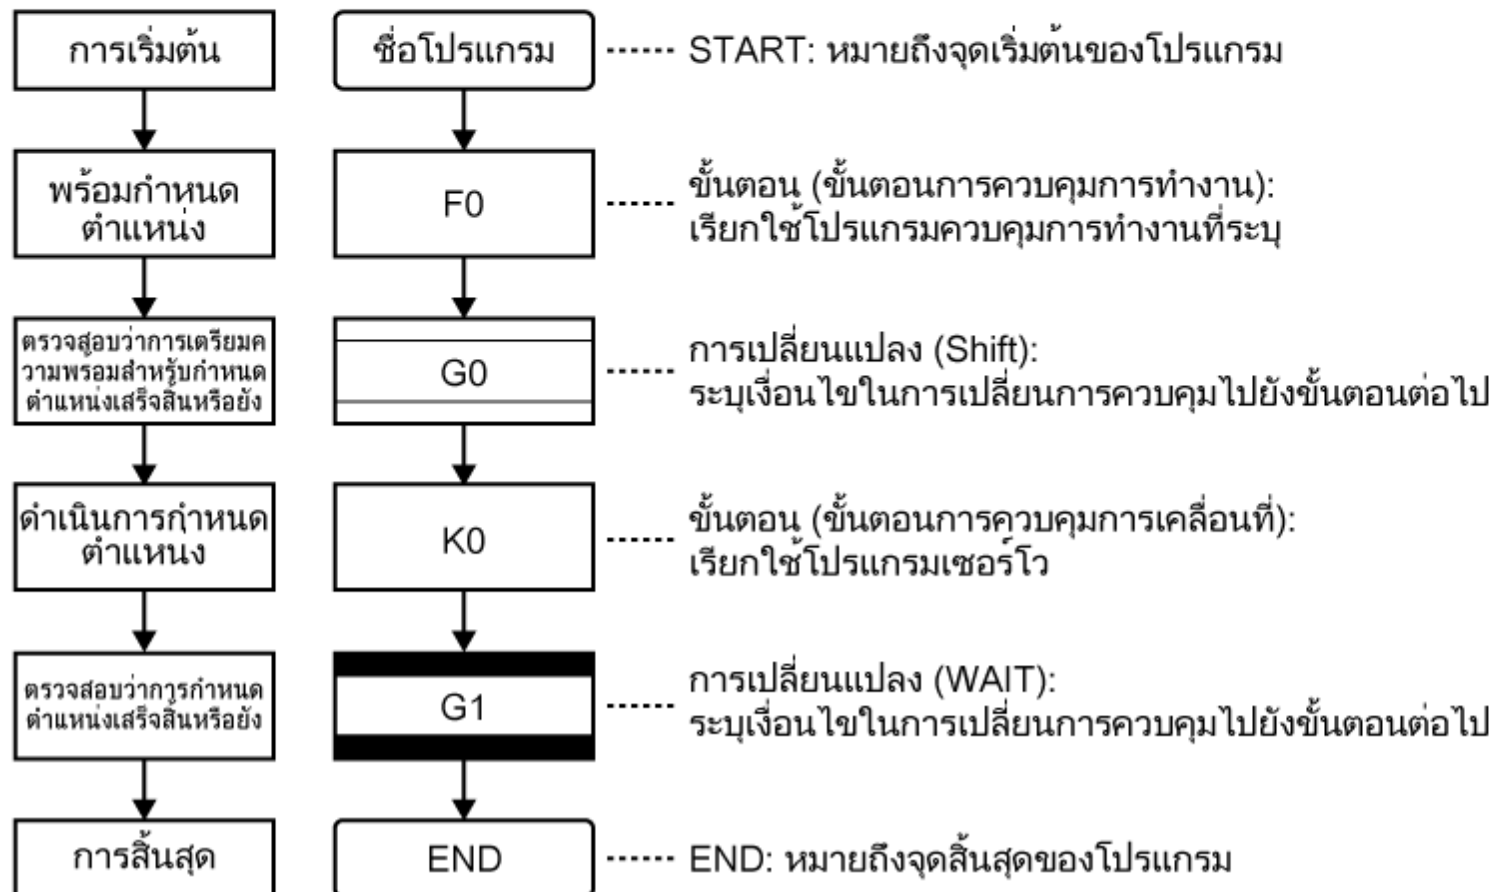 การเริ่มต้น
ชื่อโปรแกรม
START: หมายถึงจุดเริ่มต้นของโปรแกรม
พร้อมกำหนด
ตำแหน่ง
F0
ขั้นตอน (ขั้นตอนการควบคุมการทำงาน):
เรียกใช้โปรแกรมควบคุมการทำงานที่ระบุ
ตรวจสอบว่าการเตรียมค
วามพร้อมสำหรับกำหนด
ตำแหน่งเสร็จสิ้นหรือยัง
G0
การเปลี่ยนแปลง (Shift):
ระบุเงื่อนไขในการเปลี่ยนการควบคุมไปยังขั้นตอนต่อไป
ดำเนินการกำหนด
ตำแหน่ง
K0
ขั้นตอน (ขั้นตอนการควบคุมการเคลื่อนที่):
เรียกใช้โปรแกรมเซอร์โว
ตรวจสอบว่าการกำหนด
ตำแหน่งเสร็จสิ้นหรือยัง
G1
การเปลี่ยนแปลง (WAIT):
ระบุเงื่อนไขในการเปลี่ยนการควบคุมไปยังขั้นตอนต่อไป
การสิ้นสุด
END
END: หมายถึงจุดสิ้นสุดของโปรแกรม